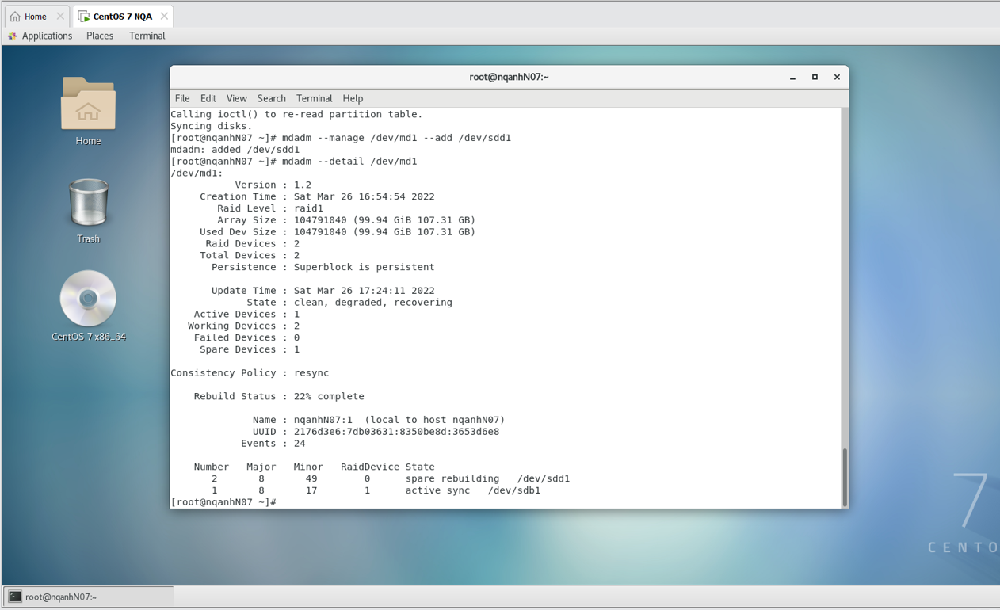 Home
CentOS 7 NQA
Applications Places Terminal
Home
Trash
CentOS 7 x86_64
root@nqanhN07:~
File Edit View Search Terminal Help
Calling ioctl() to re-read partition table.
Syncing disks.
[root@nqanhN07 ~]# mdadm --manage /dev/md1 --add /dev/sdd1
mdadm: added /dev/sdd1
[root@nqanhN07 ~]# mdadm --detail /dev/md1
/dev/md1:
Version : 1.2
Creation Time : Sat Mar 26 16:54:54 2022
Raid Level : raid1
Array Size : 104791040 (99.94 GiB 107.31 GB)
Used Dev Size : 104791040 (99.94 GiB 107.31 GB)
Raid Devices : 2
Total Devices : 2
Persistence : Superblock is persistent
Update Time : Sat Mar 26 17:24:11 2022
State : clean, degraded, recovering
Active Devices : 1
Working Devices : 2
Failed Devices : 0
Spare Devices : 1
Consistency Policy : resync
Rebuild Status : 22% complete
Name : nqanhN07:1 (local to host nqanhN07)
UUID : 2176d3e6:7db03631:8350be8d:3653d6e8
Events : 24
Number Major Minor RaidDevice State
2 8 49 0 spare rebuilding /dev/sdd1
1 8 17 1 active sync /dev/sdb1
[root@nqanhN07 ~]#
7
CENTO
root@nqanhN07:~